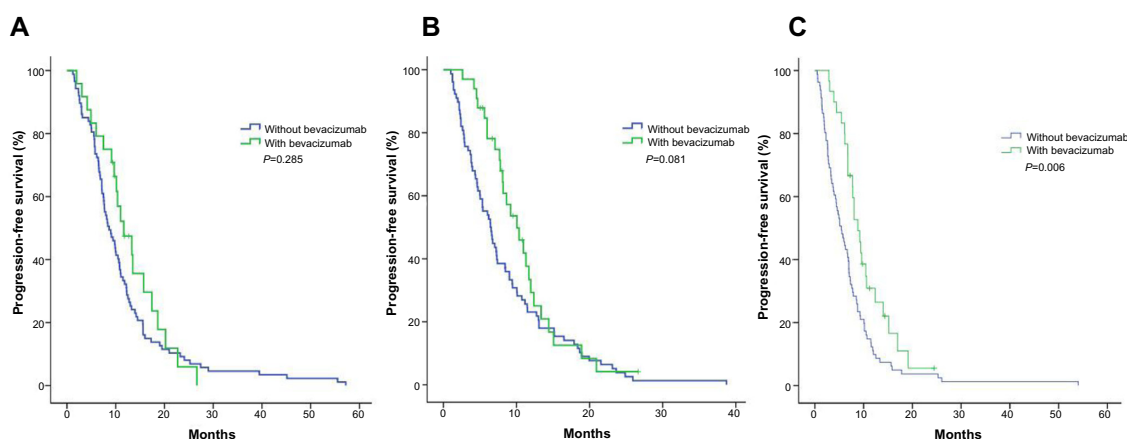 A
B
C
100
80
60
40
20
0
0
10
20
30
40
50
60
Progression-free survival (%)
Months
Without bevacizumab
With bevacizumab
P=0.285
100
80
60
40
20
0
0
10
20
30
40
Progression-free survival (%)
Months
Without bevacizumab
With bevacizumab
P=0.081
100
80
60
40
20
0
0
10
20
30
40
50
60
Progression-free survival (%)
Months
Without bevacizumab
With bevacizumab
P=0.006